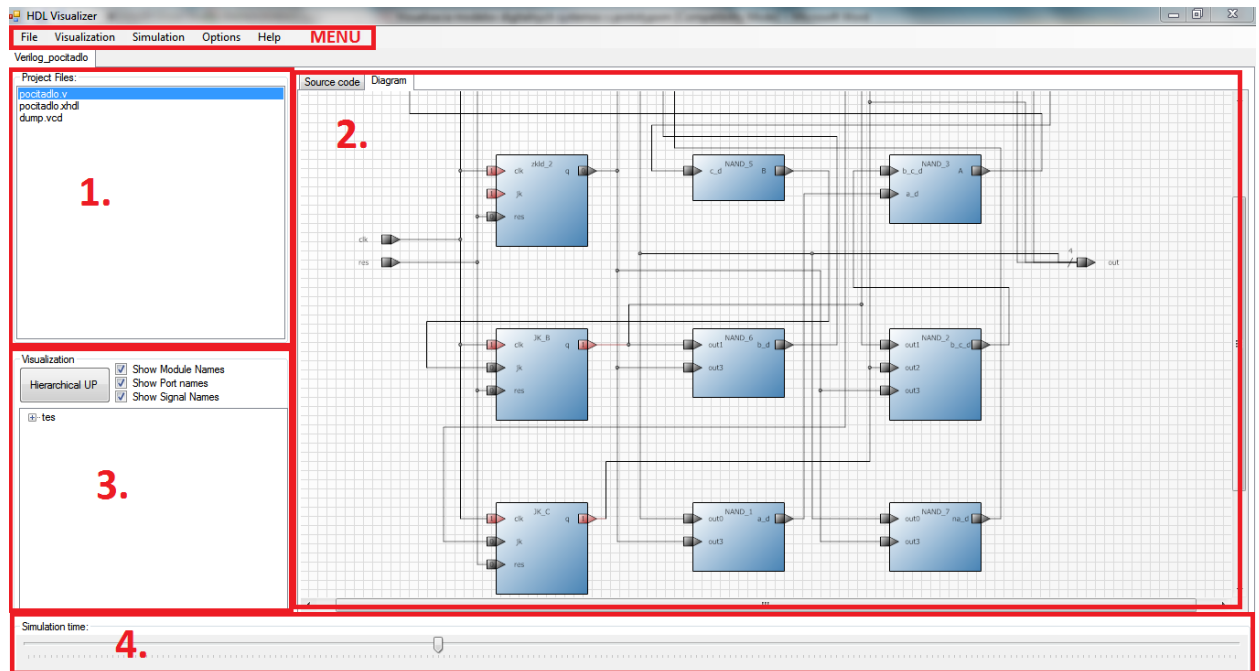 HDL Visualizer
File Visualization Simulation Options Help MENU
Verilog_pocitadlo
Project Files:
pocitadlo.v
pocitadlo.xhdl
dump.vcd
1.
Visualization
Hierarchical UP
Show Module Names
Show Port names
Show Signal Names
tes
3.
Source code Diagram
2.
zkld_2
clk q
jk
res
NAND_5
c_d B
NAND_3
b_c_d A
a_d
clk
res
4
out
JK_B
clk q
jk
res
NAND_6
out1 b_d
out3
NAND_2
out1 b_c_d
out2
out3
JK_C
clk q
jk
res
NAND_1
out0 a_d
out3
NAND_7
out0 na_d
out3
Simulation time:
4.